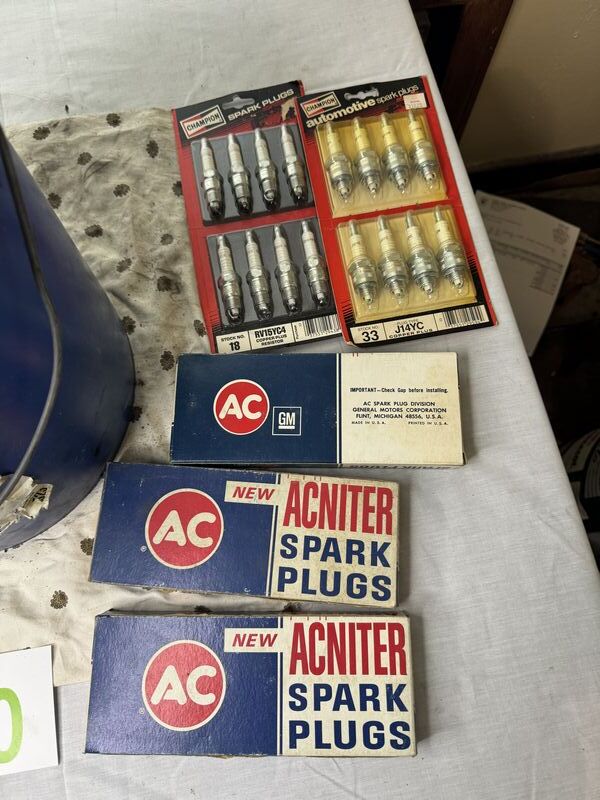 CHAMPION
SPARK PLUGS
STOCK NO.
18
RV15YC4
COPPER PLUS
RESISTOR
CHAMPION
automotive spark plugs
STOCK NO.
33
J14YC
COPPER PLUS
AC
GM
IMPORTANT—Check Gap before installing.
AC SPARK PLUG DIVISION
GENERAL MOTORS CORPORATION
FLINT, MICHIGAN 48556, U.S.A.
MADE IN U.S.A. PRINTED IN U.S.A.
AC
®
NEW
ACNITER
SPARK
PLUGS
AC
®
NEW
ACNITER
SPARK
PLUGS
0